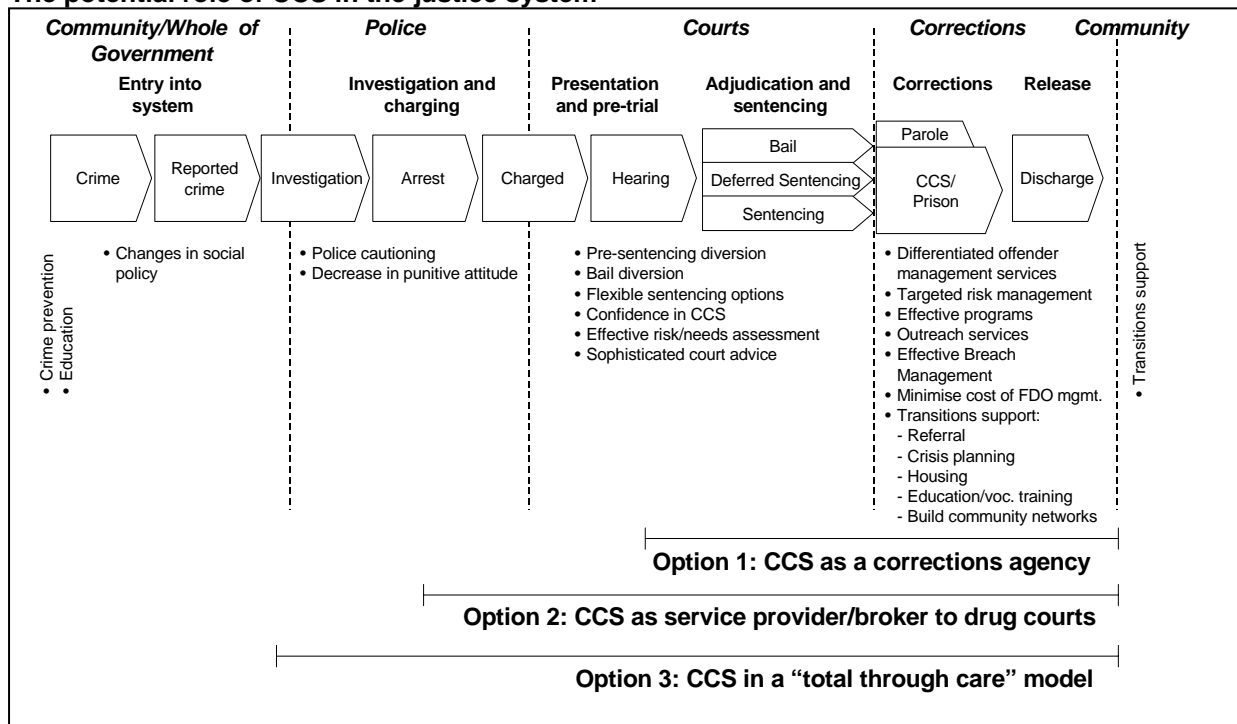 The potential role of CCS in the justice system
Community/Whole of
Government
Police
Courts
Corrections
Community
Entry into
system
Investigation and
charging
Presentation
and pre-trial
Adjudication and
sentencing
Corrections
Release
Crime
Reported
crime
Investigation
Arrest
Charged
Hearing
Bail
Deferred Sentencing
Sentencing
Parole
CCS/
Prison
Discharge
• Crime prevention
• Education
• Changes in social
policy
• Police cautioning
• Decrease in punitive attitude
• Pre-sentencing diversion
• Bail diversion
• Flexible sentencing options
• Confidence in CCS
• Effective risk/needs assessment
• Sophisticated court advice
• Differentiated offender
management services
• Targeted risk management
• Effective programs
• Outreach services
• Effective Breach
Management
• Minimise cost of FDO mgmt.
• Transitions support:
- Referral
- Crisis planning
- Housing
- Education/voc. training
- Build community networks
• Transitions support
Option 1: CCS as a corrections agency
Option 2: CCS as service provider/broker to drug courts
Option 3: CCS in a “total through care” model